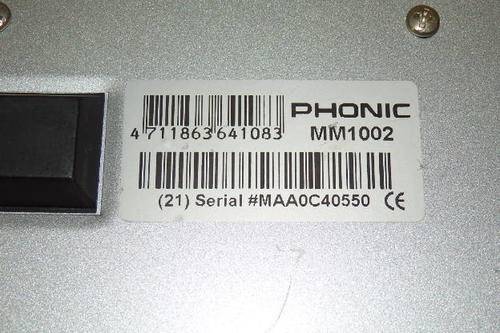 PHONIC
4 711863 641083
MM1002
(21) Serial #MAA0C40550 CE